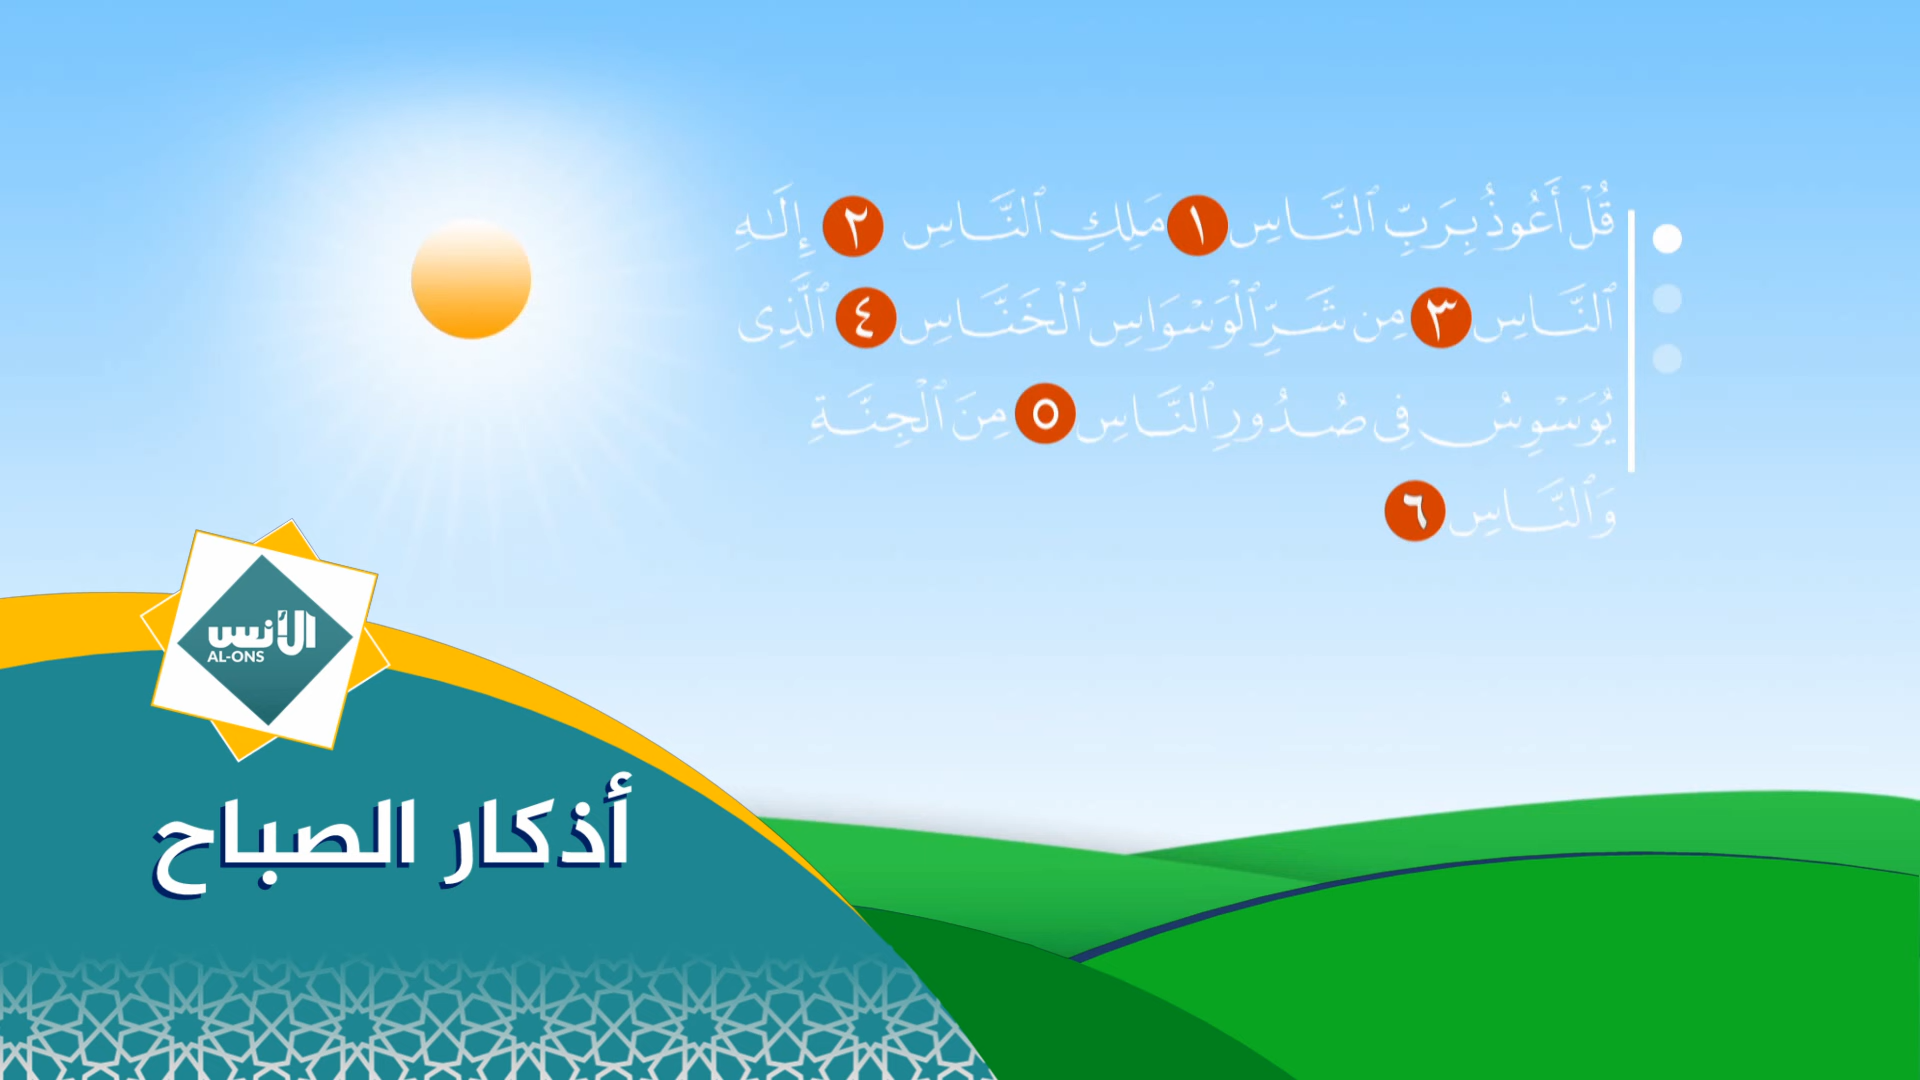 قُلْ أَعُوذُ بِرَبِّ ٱلنَّاسِ ١ مَلِكِ ٱلنَّاسِ ٢ إِلَٰهِ
ٱلنَّاسِ ٣ مِن شَرِّ ٱلْوَسْوَاسِ ٱلْخَنَّاسِ ٤ ٱلَّذِى
يُوَسْوِسُ فِى صُدُورِ ٱلنَّاسِ ٥ مِنَ ٱلْجِنَّةِ
وَٱلنَّاسِ ٦
الأنس
AL-ONS
أذكار الصباح